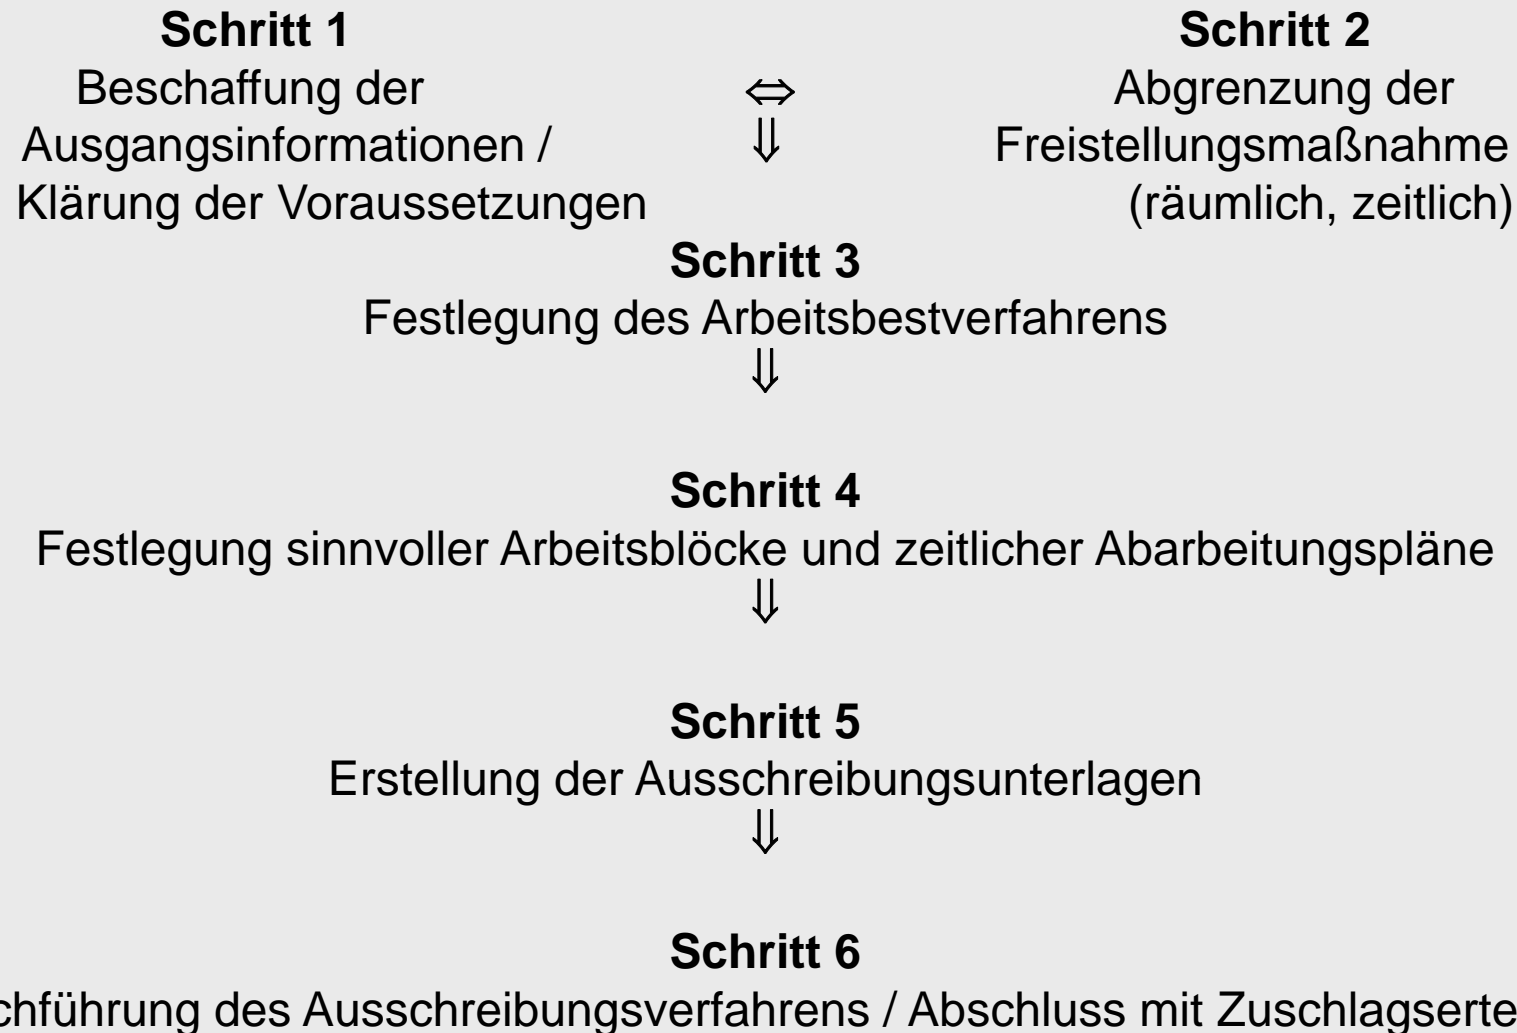 Schritt 1
Beschaffung der
Ausgangsinformationen /
Klärung der Voraussetzungen
⇔
⇓
Schritt 2
Abgrenzung der
Freistellungsmaßnahme
(räumlich, zeitlich)
Schritt 3
Festlegung des Arbeitsbestverfahrens
⇓
Schritt 4
Festlegung sinnvoller Arbeitsblöcke und zeitlicher Abarbeitungspläne
⇓
Schritt 5
Erstellung der Ausschreibungsunterlagen
⇓
Schritt 6
chführung des Ausschreibungsverfahrens / Abschluss mit Zuschlagserte